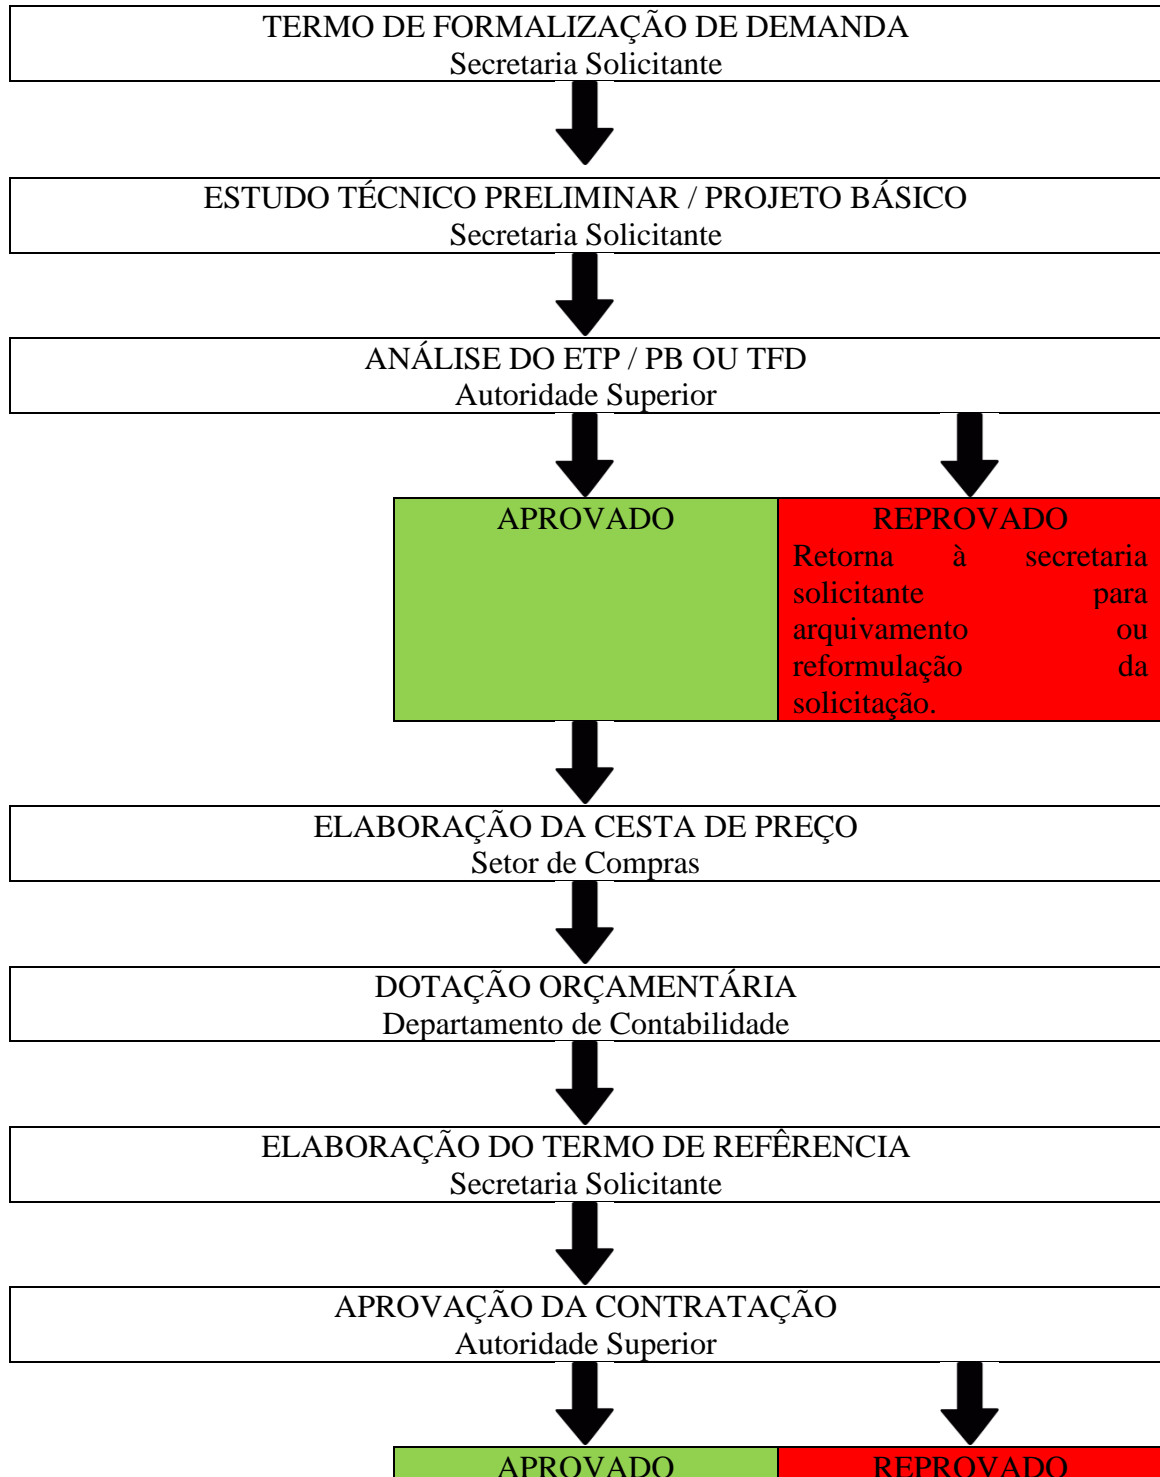 TERMO DE FORMALIZAÇÃO DE DEMANDA
Secretaria Solicitante
ESTUDO TÉCNICO PRELIMINAR / PROJETO BÁSICO
Secretaria Solicitante
ANÁLISE DO ETP / PB OU TFD
Autoridade Superior
APROVADO
REPROVADO
Retorna à secretaria
solicitante para
arquivamento ou
reformulação da
solicitação.
ELABORAÇÃO DA CESTA DE PREÇO
Setor de Compras
DOTAÇÃO ORÇAMENTÁRIA
Departamento de Contabilidade
ELABORAÇÃO DO TERMO DE REFÊRENCIA
Secretaria Solicitante
APROVAÇÃO DA CONTRATAÇÃO
Autoridade Superior
APROVADO
REPROVADO